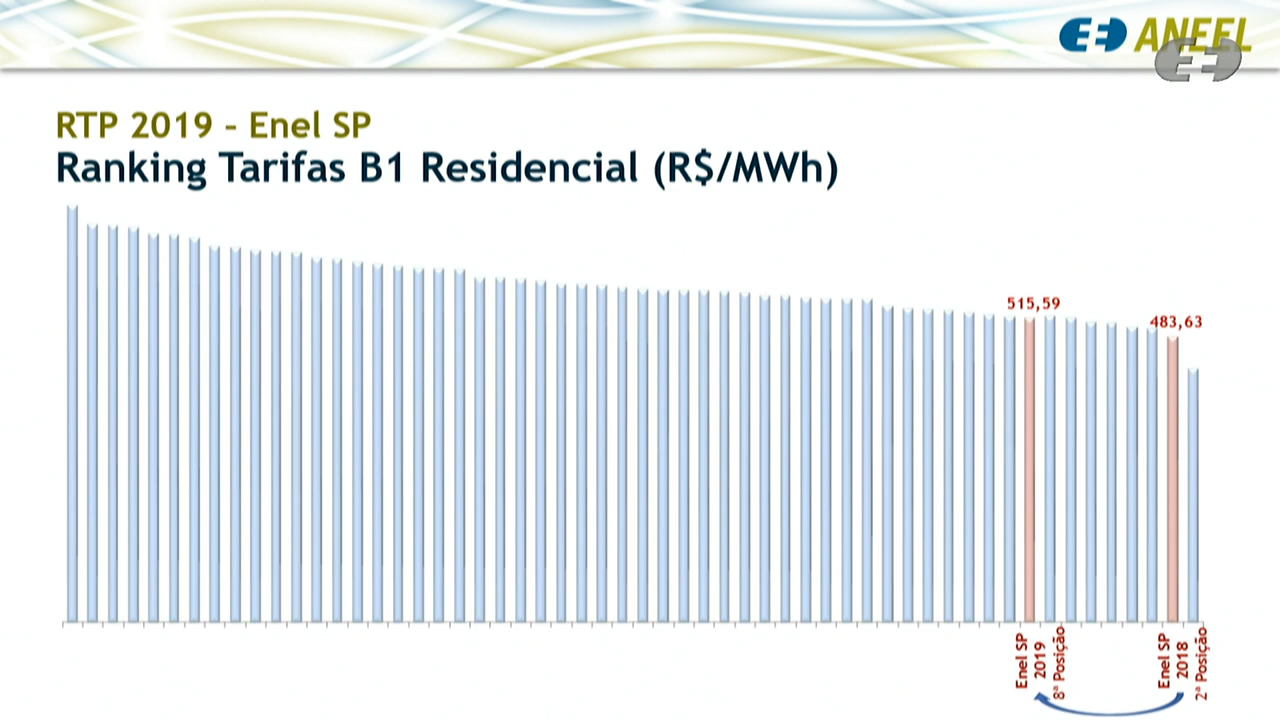 ANEEL
RTP 2019 – Enel SP
Ranking Tarifas B1 Residencial (R$/MWh)
515,59
483,63
Enel SP
2019
8ª Posição
Enel SP
2018
2ª Posição